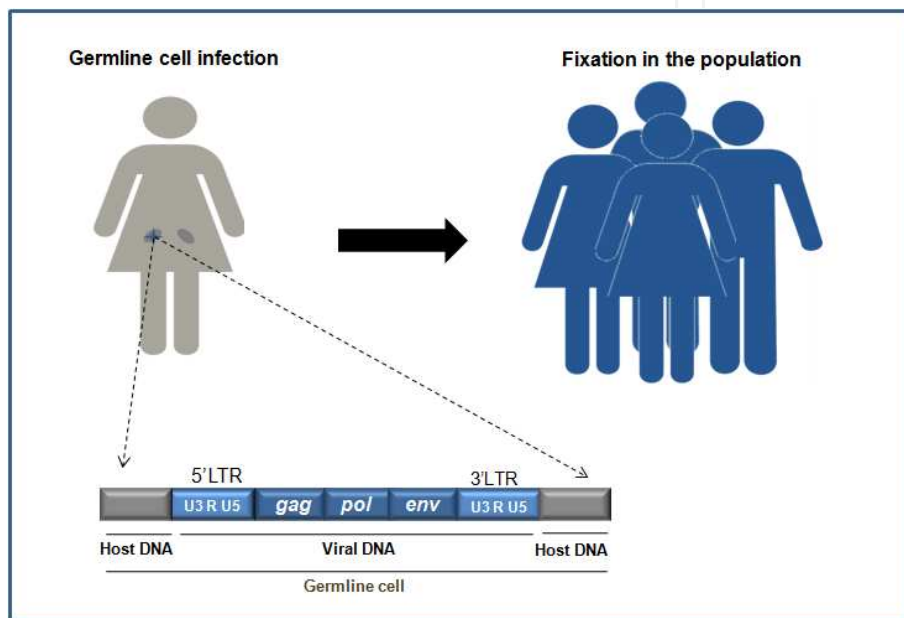 Germline cell infection
Fixation in the population
5'LTR
3'LTR
U3 R U5
gag
pol
env
U3 R U5
Host DNA
Viral DNA
Host DNA
Germline cell